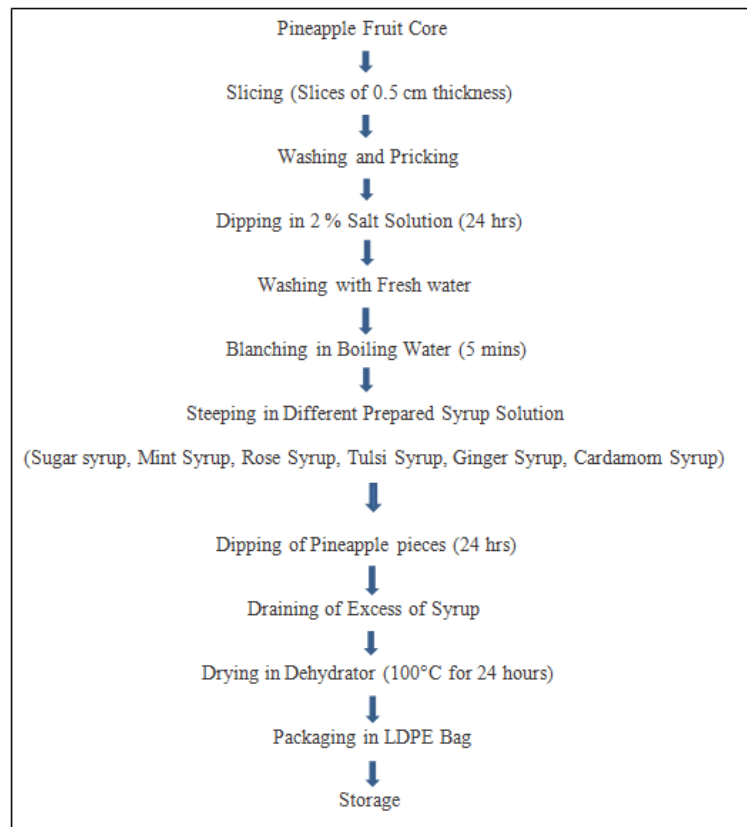 Pineapple Fruit Core
Slicing (Slices of 0.5 cm thickness)
Washing and Pricking
Dipping in 2 % Salt Solution (24 hrs)
Washing with Fresh water
Blanching in Boiling Water (5 mins)
Steeping in Different Prepared Syrup Solution
(Sugar syrup, Mint Syrup, Rose Syrup, Tulsi Syrup, Ginger Syrup, Cardamom Syrup)
Dipping of Pineapple pieces (24 hrs)
Draining of Excess of Syrup
Drying in Dehydrator (100°C for 24 hours)
Packaging in LDPE Bag
Storage